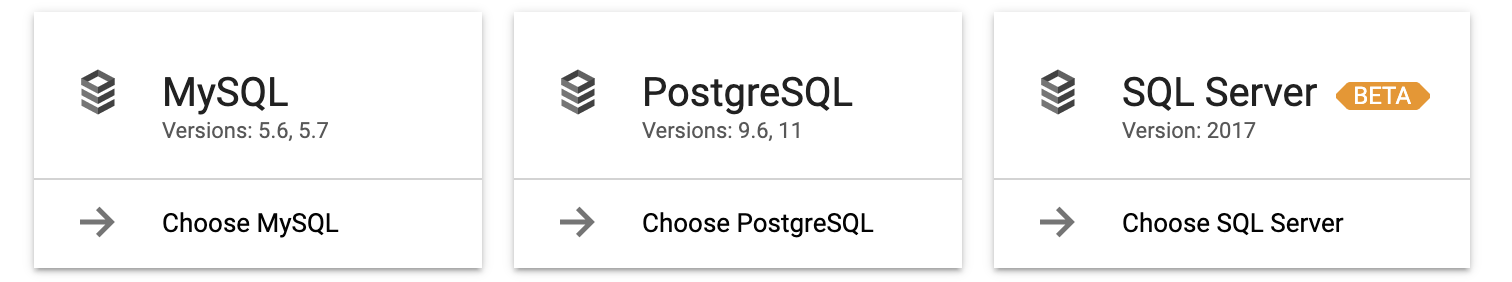 MySQL
Versions: 5.6, 5.7
Choose MySQL
PostgreSQL
Versions: 9.6, 11
Choose PostgreSQL
SQL Server BETA
Version: 2017
Choose SQL Server